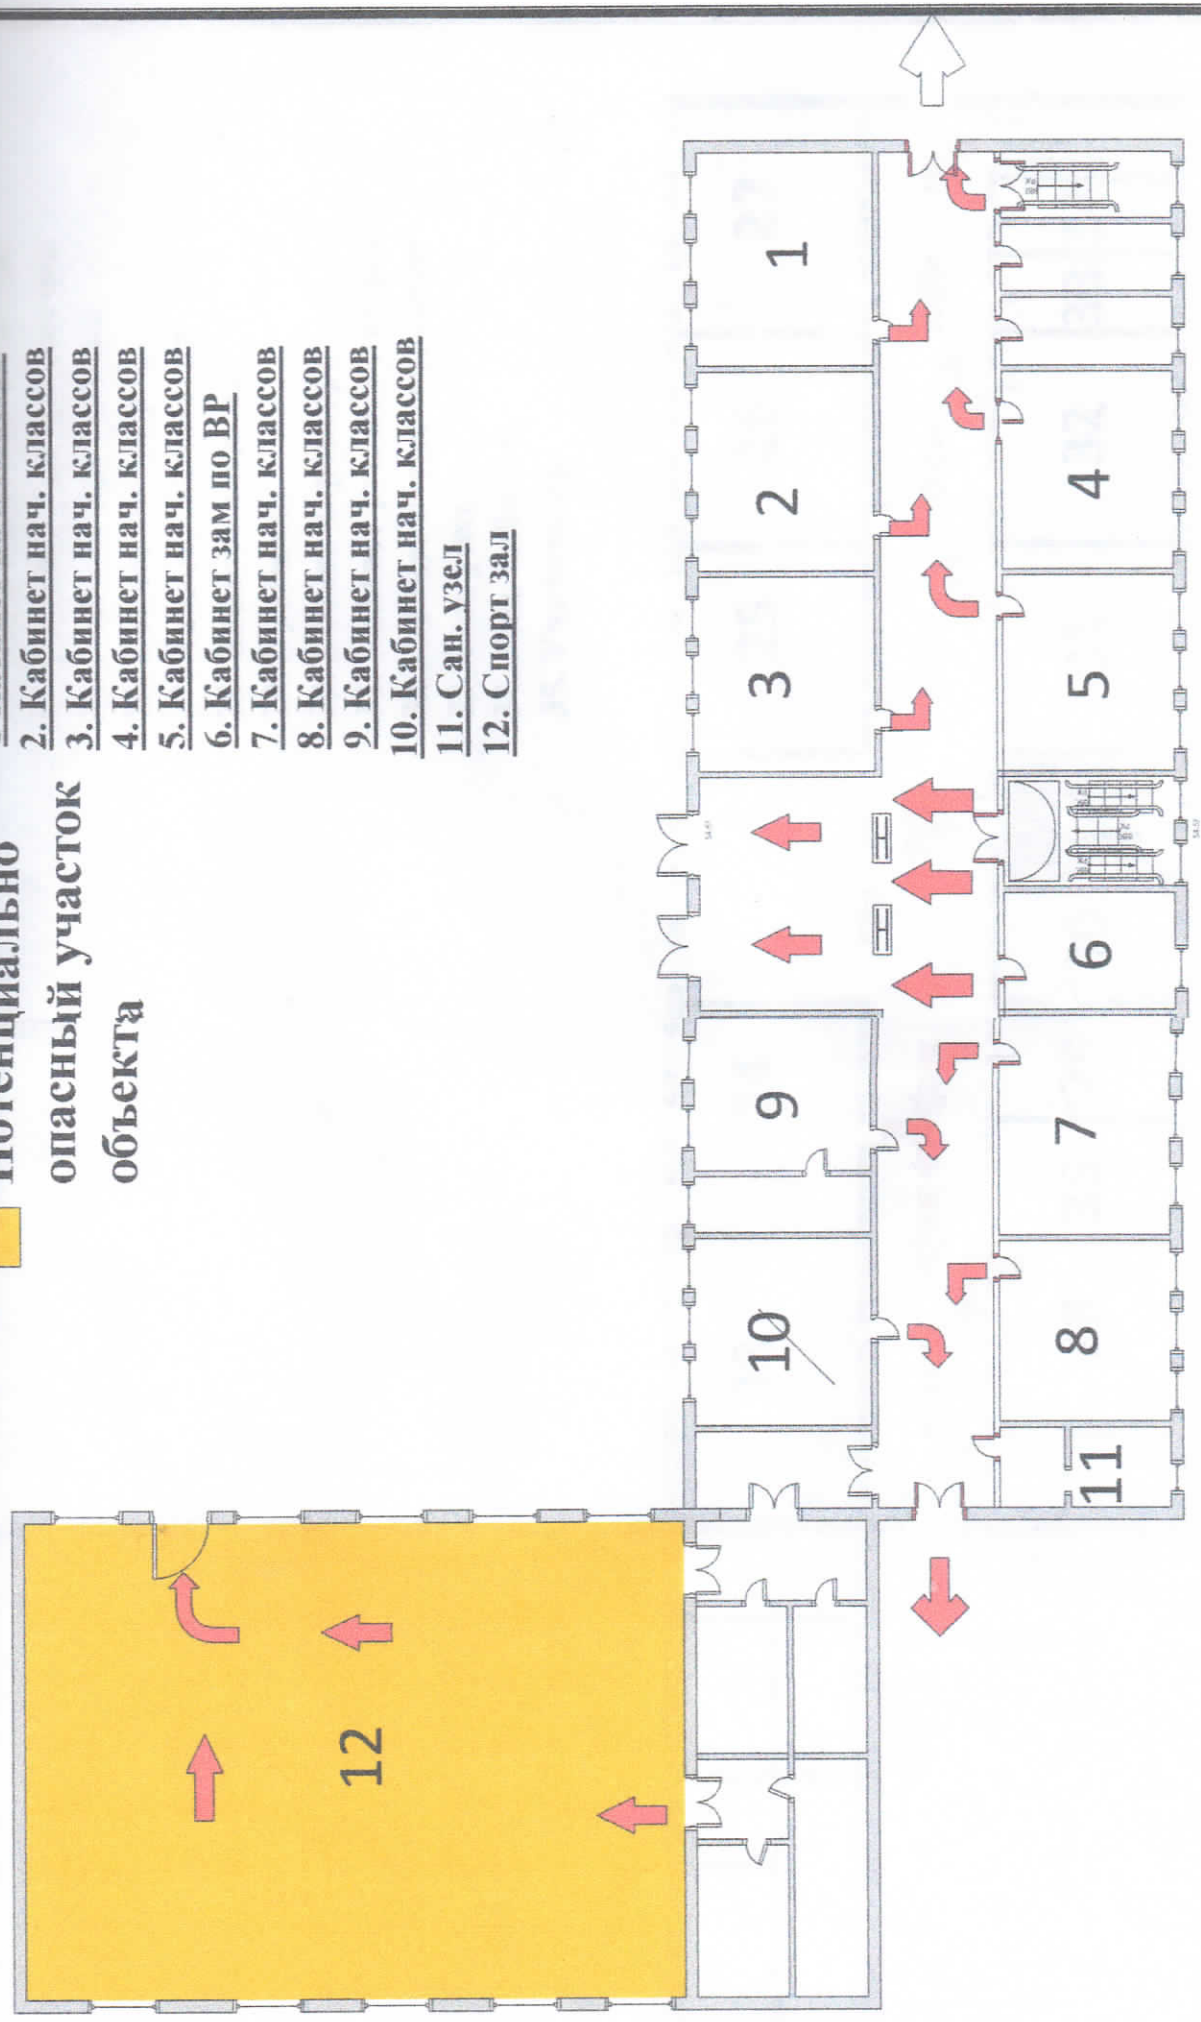 Потенциально
опасный участок
объекта
2. Кабинет нач. классов
3. Кабинет нач. классов
4. Кабинет нач. классов
5. Кабинет нач. классов
6. Кабинет зам по ВР
7. Кабинет нач. классов
8. Кабинет нач. классов
9. Кабинет нач. классов
10. Кабинет нач. классов
11. Сан. узел
12. Спорт зал
12
10
9
3
2
1
11
8
7
6
5
4